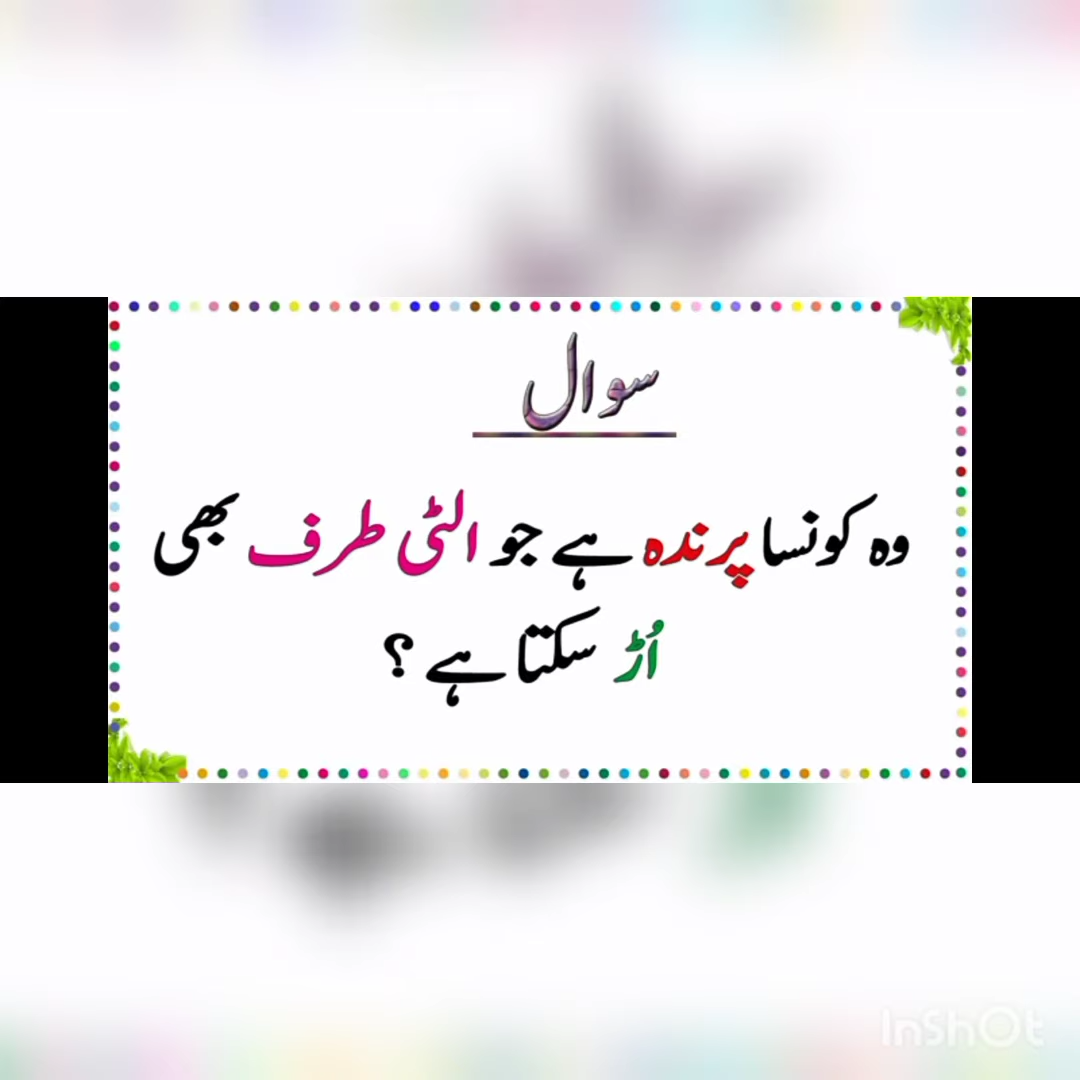 سوال
وہ کونسا پرندہ ہے جو الٹی طرف بھی
اُڑ سکتا ہے ؟
InShOt